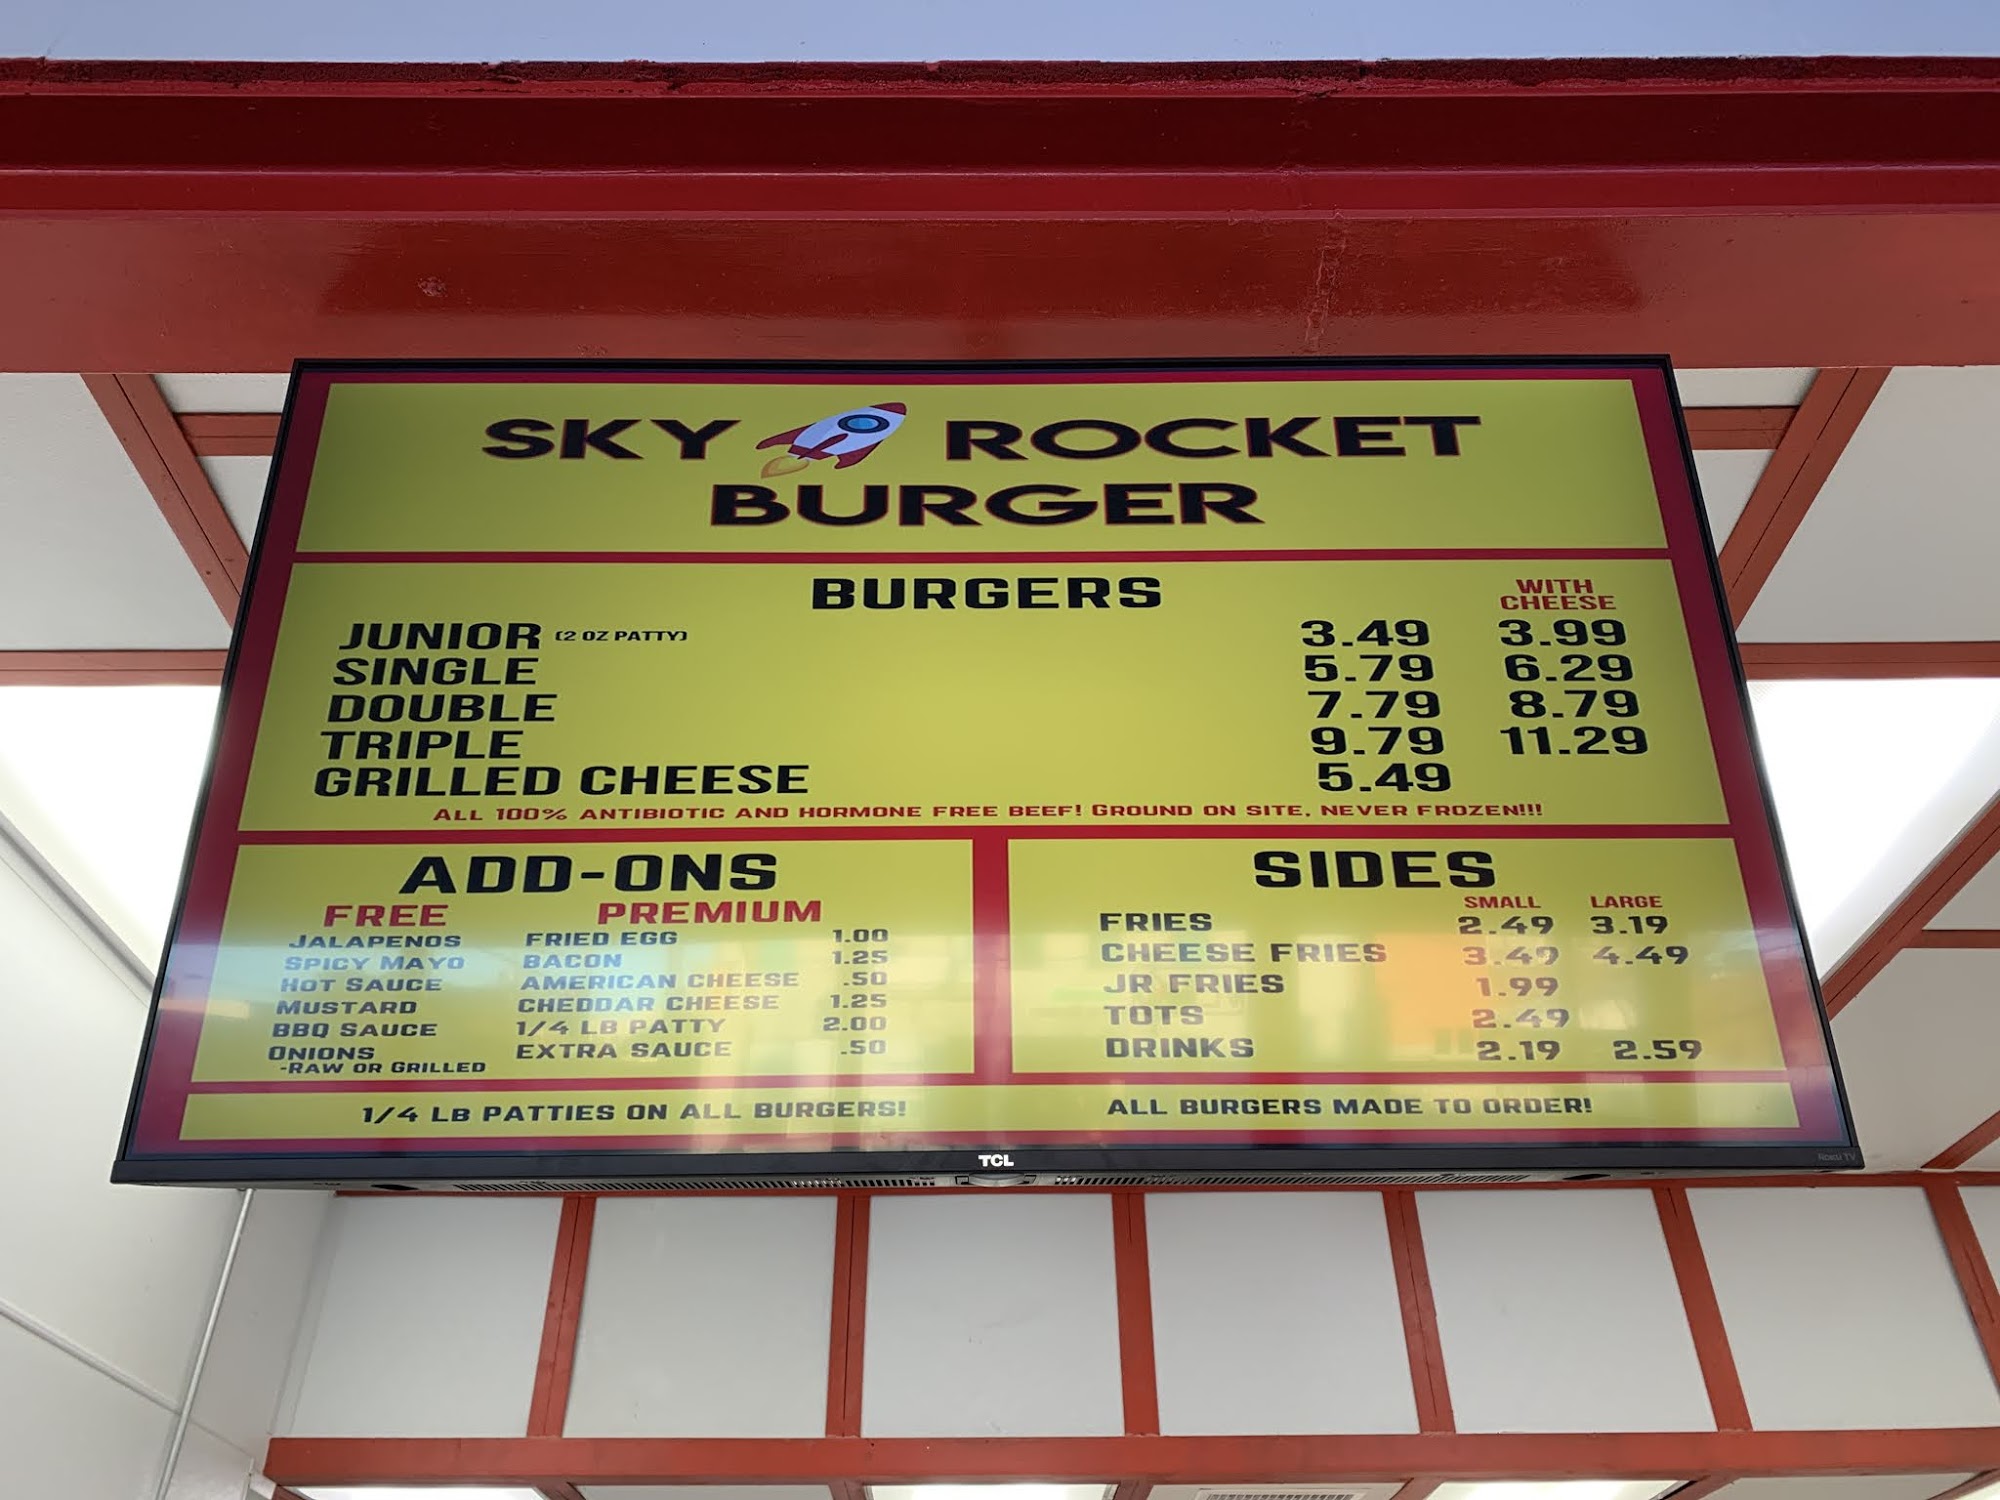 SKY ROCKET
BURGER
BURGERS
WITH
CHEESE
JUNIOR (2 OZ PATTY) 3.49 3.99
SINGLE 5.79 6.29
DOUBLE 7.79 8.79
TRIPLE 9.79 11.29
GRILLED CHEESE 5.49
ALL 100% ANTIBIOTIC AND HORMONE FREE BEEF! GROUND ON SITE, NEVER FROZEN!!!
ADD-ONS
FREE
JALAPENOS
SPICY MAYO
HOT SAUCE
MUSTARD
BBQ SAUCE
ONIONS
-RAW OR GRILLED
PREMIUM
FRIED EGG 1.00
BACON 1.25
AMERICAN CHEESE .50
CHEDDAR CHEESE 1.25
1/4 LB PATTY 2.00
EXTRA SAUCE .50
SIDES
SMALL LARGE
FRIES 2.49 3.19
CHEESE FRIES 3.49 4.49
JR FRIES 1.99
TOTS 2.49
DRINKS 2.19 2.59
1/4 LB PATTIES ON ALL BURGERS!
ALL BURGERS MADE TO ORDER!
TCL
Roku TV